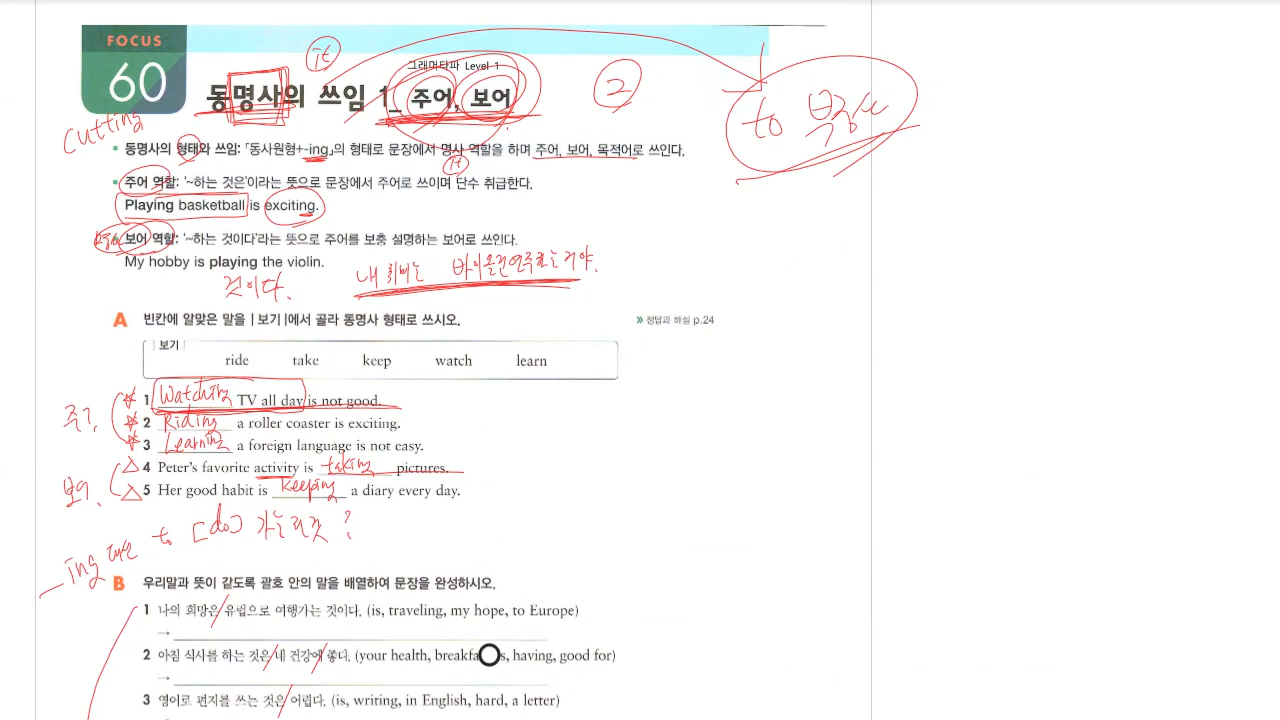 FOCUS
60
그래머타파 Level 1
it
동명사의 쓰임 1_ 주어, 보어
2
to 부정사
Cutting
동명사의 형태와 쓰임: 「동사원형+-ing」의 형태로 문장에서 명사 역할을 하며 주어, 보어, 목적어로 쓰인다.
it
주어 역할: '~하는 것은'이라는 뜻으로 문장에서 주어로 쓰이며 단수 취급한다.
Playing basketball is exciting.
보어 역할: '~하는 것이다'라는 뜻으로 주어를 보충 설명하는 보어로 쓰인다.
My hobby is playing the violin.
것이다.
내 취미는 바이올린 연주하는거야.
A 빈칸에 알맞은 말을 |보기|에서 골라 동명사 형태로 쓰시오.
정답과 해설 p.24
보기
ride take keep watch learn
주어.
1 Watching TV all day is not good.
2 Riding a roller coaster is exciting.
3 Learning a foreign language is not easy.
보어.
4 Peter's favorite activity is taking pictures.
5 Her good habit is keeping a diary every day.
_ing 대신 to [do] 가능한것?
B 우리말과 뜻이 같도록 괄호 안의 말을 배열하여 문장을 완성하시오.
1 나의 희망은 유럽으로 여행가는 것이다. (is, traveling, my hope, to Europe)
→
2 아침 식사를 하는 것은 네 건강에 좋다. (your health, having, good for)
→
3 영어로 편지를 쓰는 것은 어렵다. (is, writing, in English, hard, a letter)